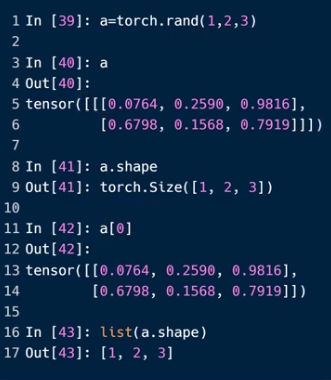 1 In [39]: a=torch.rand(1,2,3)
2
3 In [40]: a
4 Out[40]:
5 tensor([[[0.0764, 0.2590, 0.9816],
6          [0.6798, 0.1568, 0.7919]]])
7
8 In [41]: a.shape
9 Out[41]: torch.Size([1, 2, 3])
10
11 In [42]: a[0]
12 Out[42]:
13 tensor([[0.0764, 0.2590, 0.9816],
14         [0.6798, 0.1568, 0.7919]])
15
16 In [43]: list(a.shape)
17 Out[43]: [1, 2, 3]